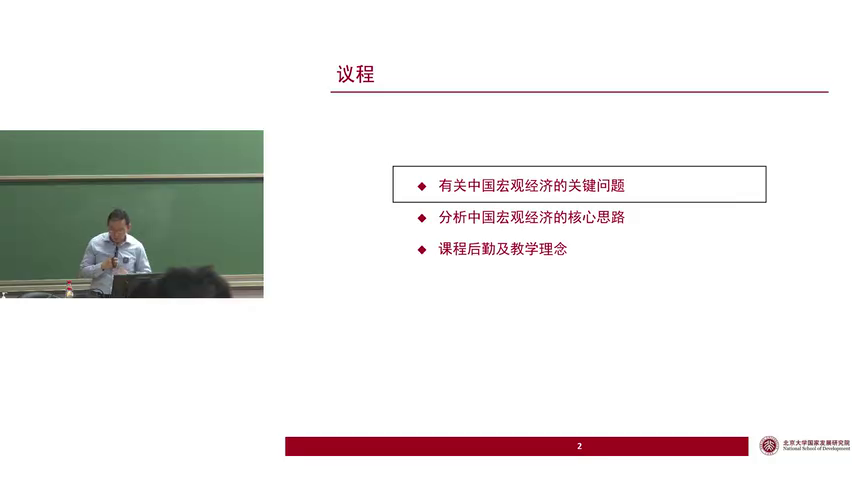 议程
有关中国宏观经济的关键问题
分析中国宏观经济的核心思路
课程后勤及教学理念
2
北京大学国家发展研究院
National School of Development